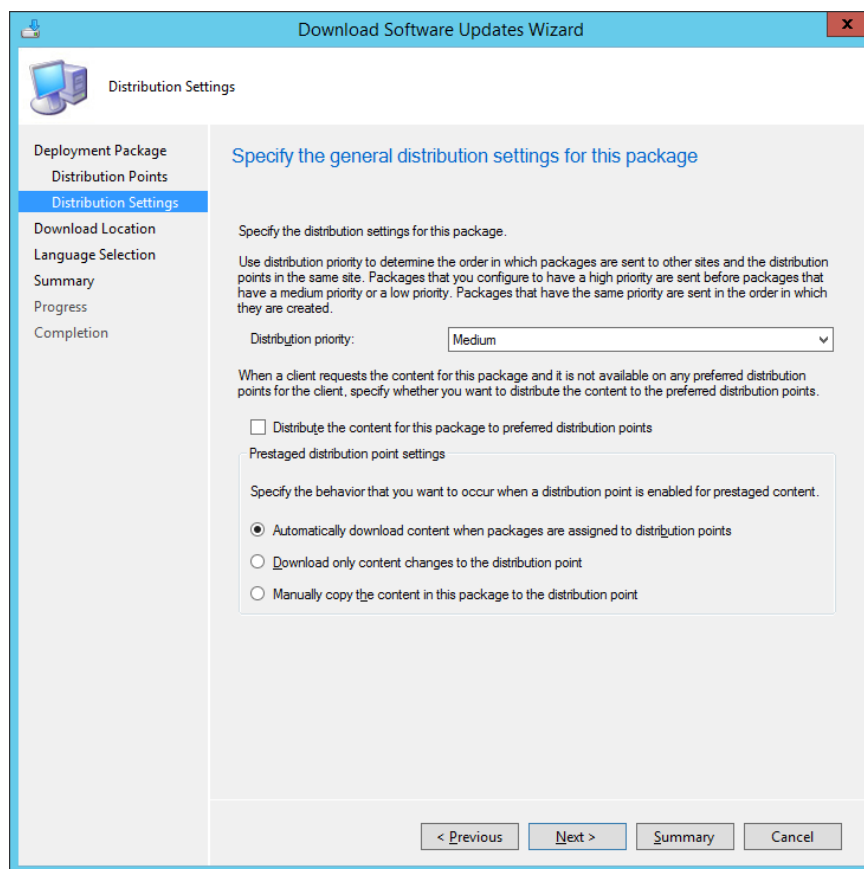 Download Software Updates Wizard
x
Distribution Settings
Deployment Package
Distribution Points
Distribution Settings
Download Location
Language Selection
Summary
Progress
Completion
Specify the general distribution settings for this package
Specify the distribution settings for this package.
Use distribution priority to determine the order in which packages are sent to other sites and the distribution
points in the same site. Packages that you configure to have a high priority are sent before packages that
have a medium priority or a low priority. Packages that have the same priority are sent in the order in which
they are created.
Distribution priority: Medium
When a client requests the content for this package and it is not available on any preferred distribution
points for the client, specify whether you want to distribute the content to the preferred distribution points.
Distribute the content for this package to preferred distribution points
Prestaged distribution point settings
Specify the behavior that you want to occur when a distribution point is enabled for prestaged content.
Automatically download content when packages are assigned to distribution points
Download only content changes to the distribution point
Manually copy the content in this package to the distribution point
< Previous Next > Summary Cancel